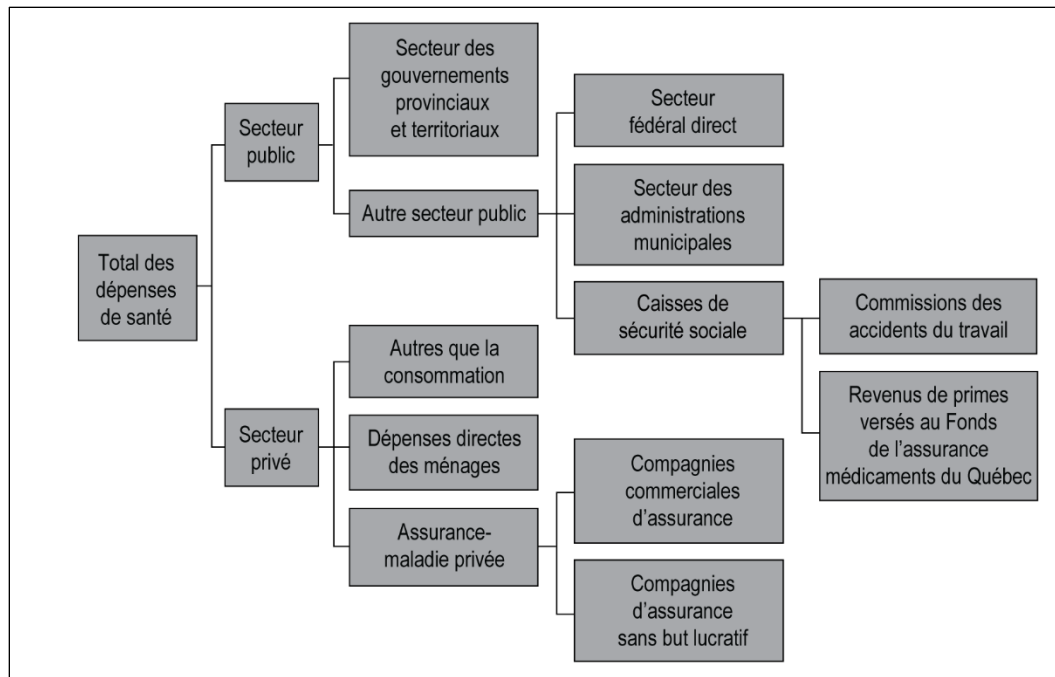 Total des
dépenses
de santé
Secteur
public
Secteur des
gouvernements
provinciaux
et territoriaux
Autre secteur public
Secteur
fédéral direct
Secteur des
administrations
municipales
Caisses de
sécurité sociale
Commissions des
accidents du travail
Revenus de primes
versés au Fonds
de l’assurance
médicaments du Québec
Secteur
privé
Autres que la
consommation
Dépenses directes
des ménages
Assurance-
maladie privée
Compagnies
commerciales
d’assurance
Compagnies
d’assurance
sans but lucratif